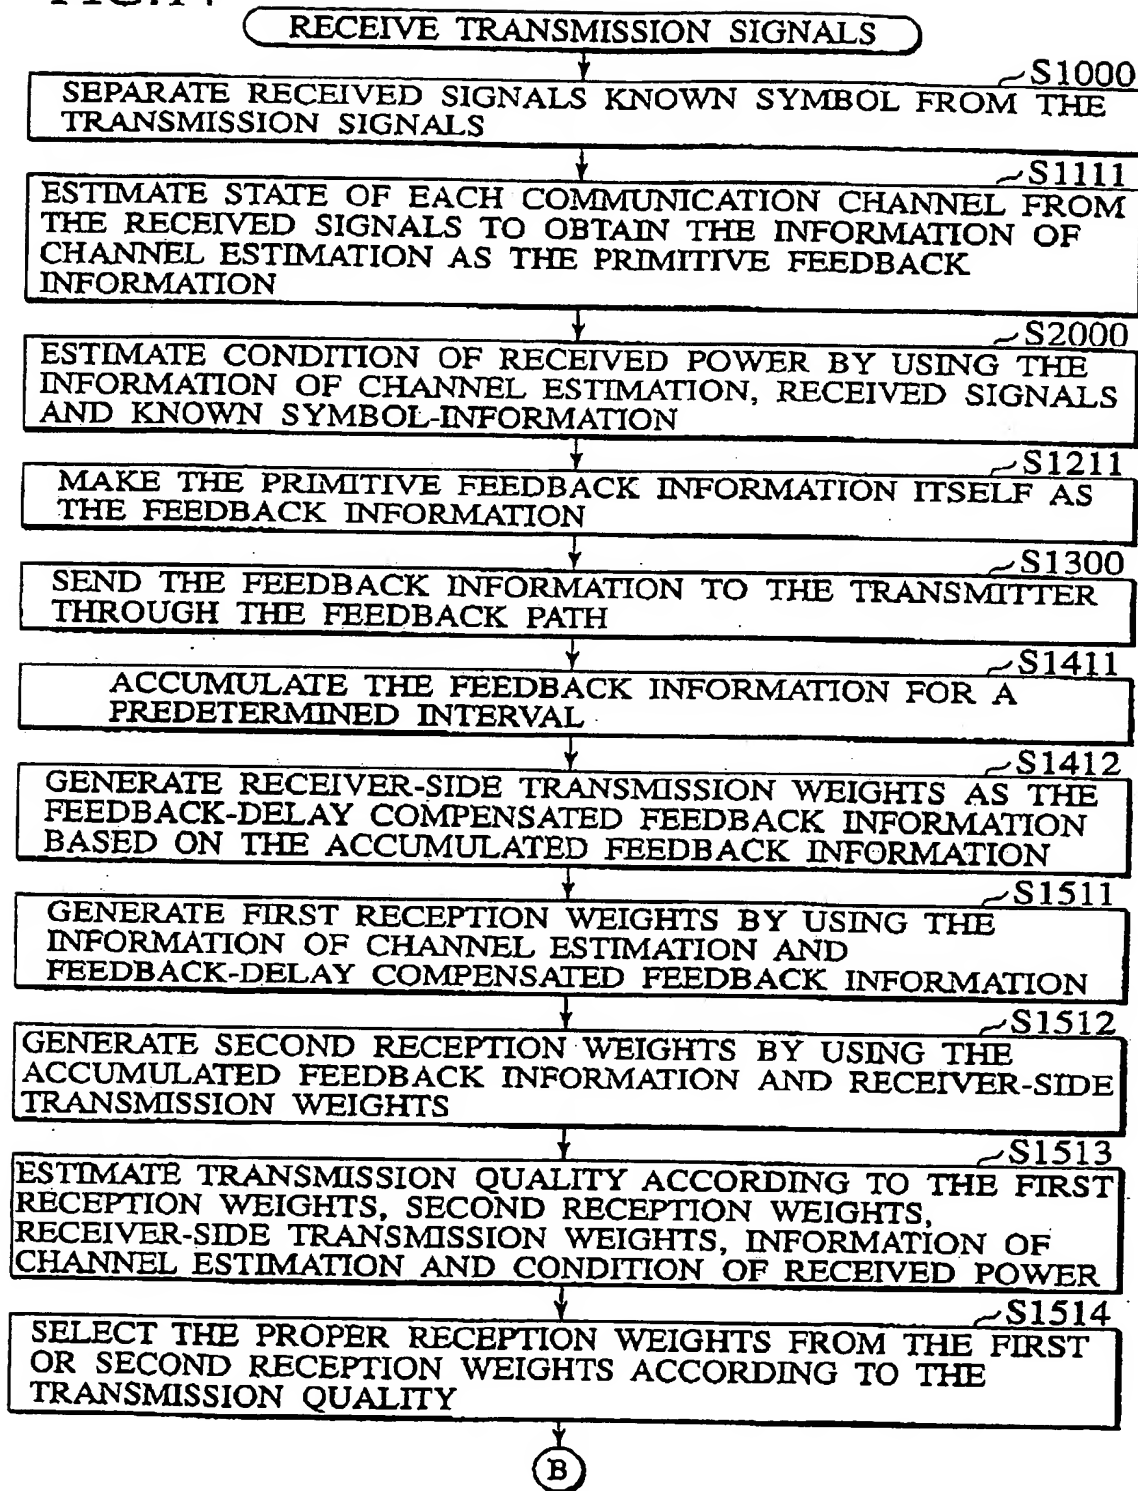 RECEIVE TRANSMISSION SIGNALS
S1000
SEPARATE RECEIVED SIGNALS KNOWN SYMBOL FROM THE
TRANSMISSION SIGNALS
S1111
ESTIMATE STATE OF EACH COMMUNICATION CHANNEL FROM
THE RECEIVED SIGNALS TO OBTAIN THE INFORMATION OF
CHANNEL ESTIMATION AS THE PRIMITIVE FEEDBACK
INFORMATION
S2000
ESTIMATE CONDITION OF RECEIVED POWER BY USING THE
INFORMATION OF CHANNEL ESTIMATION, RECEIVED SIGNALS
AND KNOWN SYMBOL-INFORMATION
S1211
MAKE THE PRIMITIVE FEEDBACK INFORMATION ITSELF AS
THE FEEDBACK INFORMATION
S1300
SEND THE FEEDBACK INFORMATION TO THE TRANSMITTER
THROUGH THE FEEDBACK PATH
S1411
ACCUMULATE THE FEEDBACK INFORMATION FOR A
PREDETERMINED INTERVAL
S1412
GENERATE RECEIVER-SIDE TRANSMISSION WEIGHTS AS THE
FEEDBACK-DELAY COMPENSATED FEEDBACK INFORMATION
BASED ON THE ACCUMULATED FEEDBACK INFORMATION
S1511
GENERATE FIRST RECEPTION WEIGHTS BY USING THE
INFORMATION OF CHANNEL ESTIMATION AND
FEEDBACK-DELAY COMPENSATED FEEDBACK INFORMATION
S1512
GENERATE SECOND RECEPTION WEIGHTS BY USING THE
ACCUMULATED FEEDBACK INFORMATION AND RECEIVER-SIDE
TRANSMISSION WEIGHTS
S1513
ESTIMATE TRANSMISSION QUALITY ACCORDING TO THE FIRST
RECEPTION WEIGHTS, SECOND RECEPTION WEIGHTS,
RECEIVER-SIDE TRANSMISSION WEIGHTS, INFORMATION OF
CHANNEL ESTIMATION AND CONDITION OF RECEIVED POWER
S1514
SELECT THE PROPER RECEPTION WEIGHTS FROM THE FIRST
OR SECOND RECEPTION WEIGHTS ACCORDING TO THE
TRANSMISSION QUALITY
B